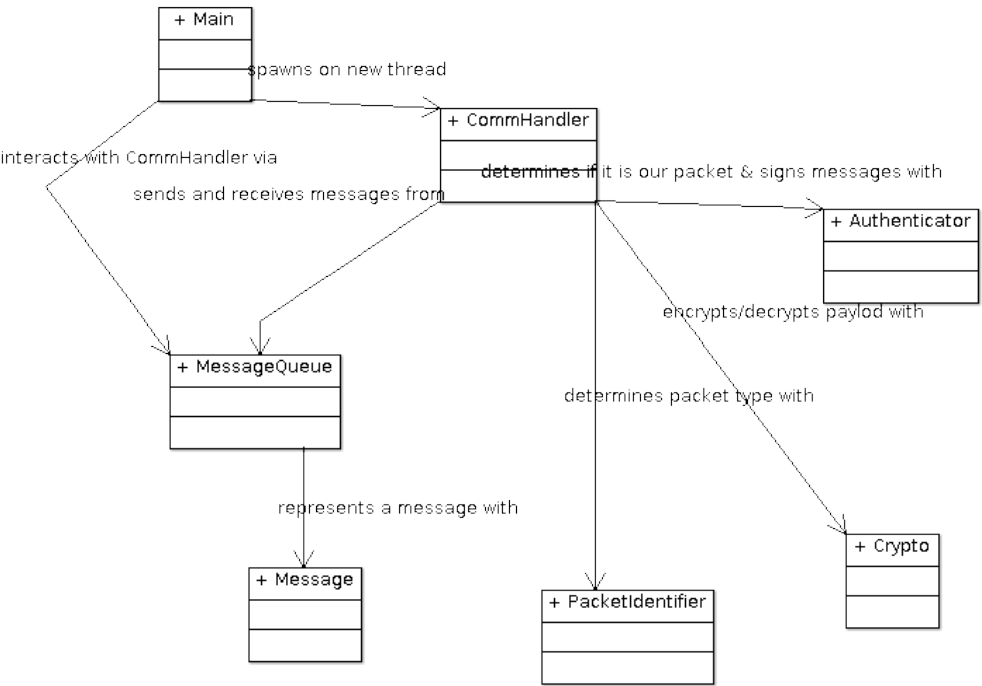 + Main
spawns on new thread
+ CommHandler
interacts with CommHandler via
determines if it is our packet & signs messages with
sends and receives messages from
+ Authenticator
encrypts/decrypts paylod with
+ MessageQueue
determines packet type with
represents a message with
+ Crypto
+ Message
+ PacketIdentifier